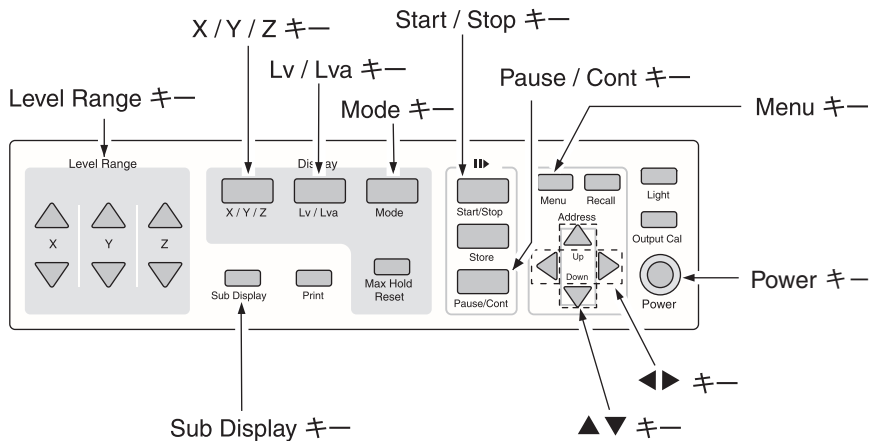 X / Y / Z キー
Start / Stop キー
Lv / Lva キー
Pause / Cont キー
Level Range キー
Mode キー
Menu キー
Level Range
Display
X / Y / Z
Lv / Lva
Mode
Start/Stop
Menu
Recall
Light
X
Y
Z
Store
Address
Up
Down
Output Cal
Sub Display
Print
Max Hold
Reset
Pause/Cont
Power
Power キー
◀▶ キー
Sub Display キー
▲▼ キー